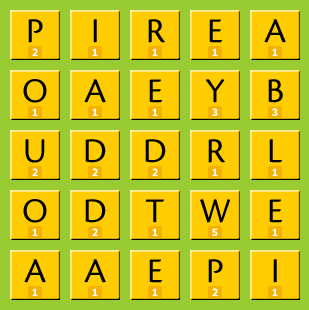 P I R E A
2 1 1 1 1
O A E Y B
1 1 1 3 3
U D D R L
2 2 2 1 1
O D T W E
1 2 1 5 1
A A E P I
1 1 1 2 1